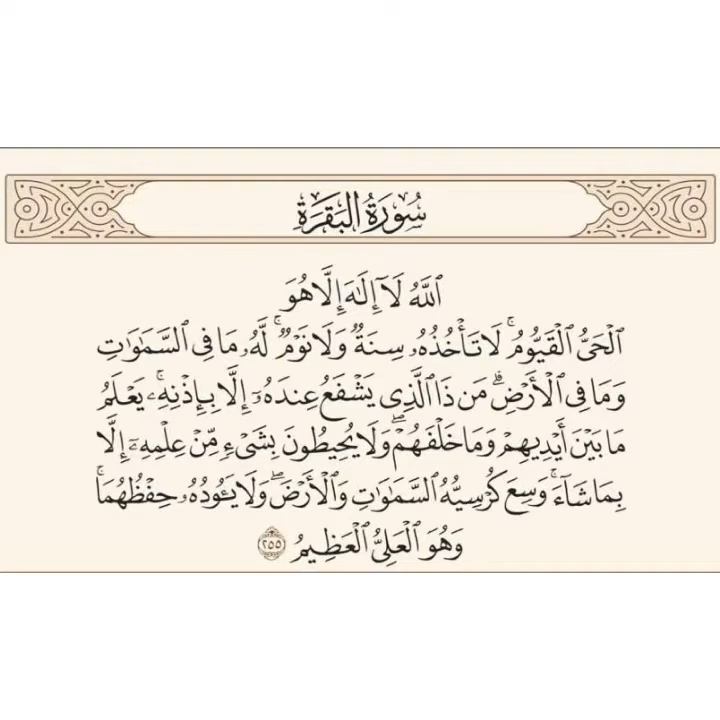 سُورَةُ البَقَرَةِ
ٱللَّهُ لَآ إِلَٰهَ إِلَّا هُوَ
ٱلْحَىُّ ٱلْقَيُّومُ ۚ لَا تَأْخُذُهُۥ سِنَةٌ وَلَا نَوْمٌ ۚ لَّهُۥ مَا فِى ٱلسَّمَٰوَٰتِ
وَمَا فِى ٱلْأَرْضِ ۗ مَن ذَا ٱلَّذِى يَشْفَعُ عِندَهُۥٓ إِلَّا بِإِذْنِهِۦ ۚ يَعْلَمُ
مَا بَيْنَ أَيْدِيهِمْ وَمَا خَلْفَهُمْ ۖ وَلَا يُحِيطُونَ بِشَىْءٍ مِّنْ عِلْمِهِۦٓ إِلَّا
بِمَا شَآءَ ۚ وَسِعَ كُرْسِيُّهُ ٱلسَّمَٰوَٰتِ وَٱلْأَرْضَ ۖ وَلَا يَـُٔودُهُۥ حِفْظُهُمَا ۚ
وَهُوَ ٱلْعَلِىُّ ٱلْعَظِيمُ ٢٥٥